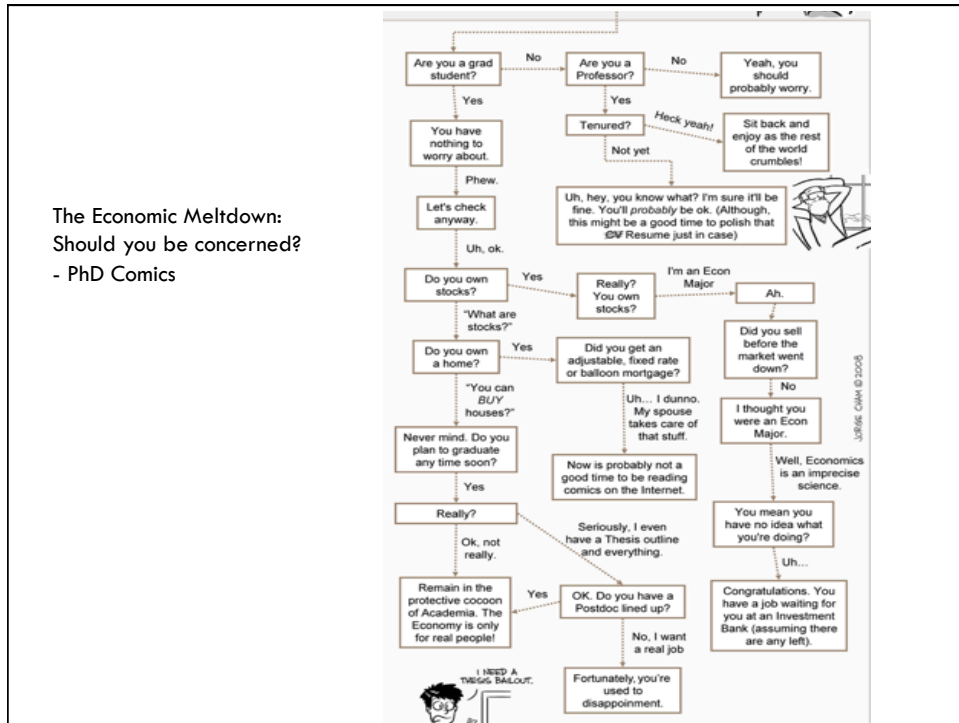 The Economic Meltdown:
Should you be concerned?
- PhD Comics
Are you a grad
student?
No
Are you a
Professor?
No
Yeah, you
should
probably worry.
Yes
Yes
You have
nothing to
worry about.
Tenured?
Heck yeah!
Sit back and
enjoy as the rest
of the world
crumbles!
Not yet
Phew.
Let's check
anyway.
Uh, hey, you know what? I'm sure it'll be
fine. You'll probably be ok. (Although,
this might be a good time to polish that
CV Resume just in case)
Uh, ok.
Do you own
stocks?
Yes
Really?
You own
stocks?
I'm an Econ
Major
Ah.
"What are
stocks?"
Did you sell
before the
market went
down?
Do you own
a home?
Yes
Did you get an
adjustable, fixed rate
or balloon mortgage?
No
"You can
BUY
houses?"
Uh... I dunno.
My spouse
takes care of
that stuff.
I thought you
were an Econ
Major.
JORGE CHAM © 2008
Never mind. Do you
plan to graduate
any time soon?
Now is probably not a
good time to be reading
comics on the Internet.
Well, Economics
is an imprecise
science.
Yes
Really?
You mean you
have no idea what
you're doing?
Ok, not
really.
Seriously, I even
have a Thesis outline
and everything.
Uh...
Remain in the
protective cocoon
of Academia. The
Economy is only
for real people!
Yes
OK. Do you have a
Postdoc lined up?
Congratulations. You
have a job waiting for
you at an Investment
Bank (assuming there
are any left).
No, I want
a real job
I NEED A
THESIS BAILOUT.
Fortunately, you're
used to
disappointment.